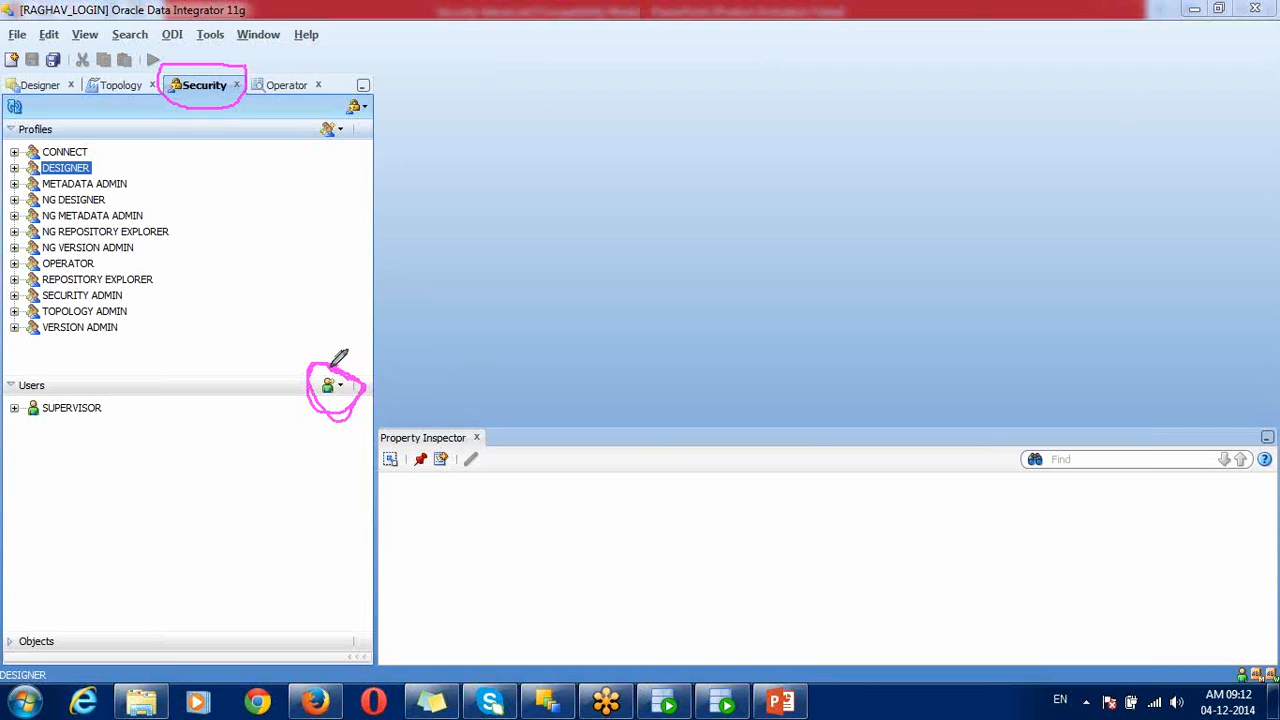 [RAGHAV_LOGIN] Oracle Data Integrator 11g
File Edit View Search ODI Tools Window Help
Designer x Topology x Security x Operator x
Profiles
CONNECT
DESIGNER
METADATA ADMIN
NG DESIGNER
NG METADATA ADMIN
NG REPOSITORY EXPLORER
NG VERSION ADMIN
OPERATOR
REPOSITORY EXPLORER
SECURITY ADMIN
TOPOLOGY ADMIN
VERSION ADMIN
Users
SUPERVISOR
Property Inspector x
Find
Objects
DESIGNER
EN
AM 09:12
04-12-2014